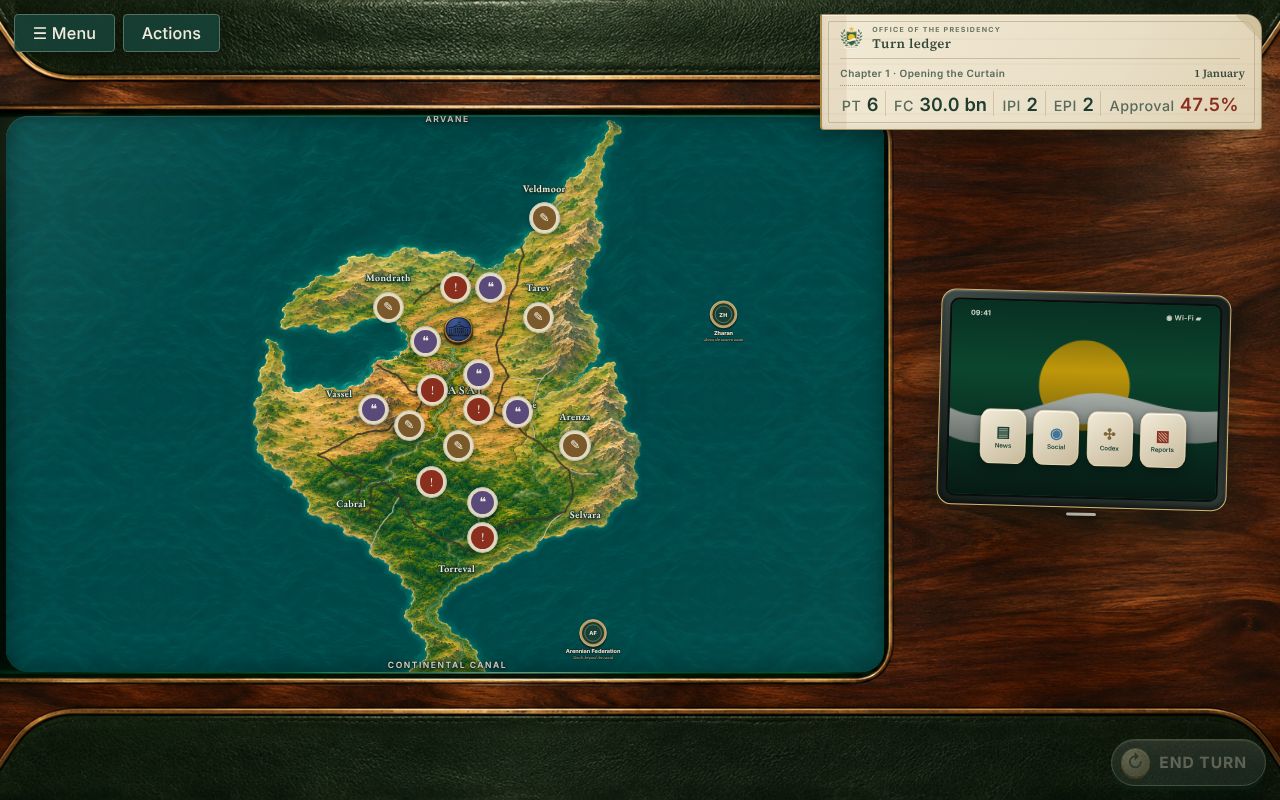 ☰ Menu
Actions
OFFICE OF THE PRESIDENCY
Turn ledger
Chapter 1 · Opening the Curtain
1 January
PT 6
FC 30.0 bn
IPI 2
EPI 2
Approval 47.5%
ARVANE
Veldmoor
Mondrath
Tarev
ZH
Zharan
Vassel
Arenza
Cabral
Selvara
Torreval
AF
Arennian Federation
CONTINENTAL CANAL
09:41
Wi-Fi
News
Social
Codex
Reports
END TURN